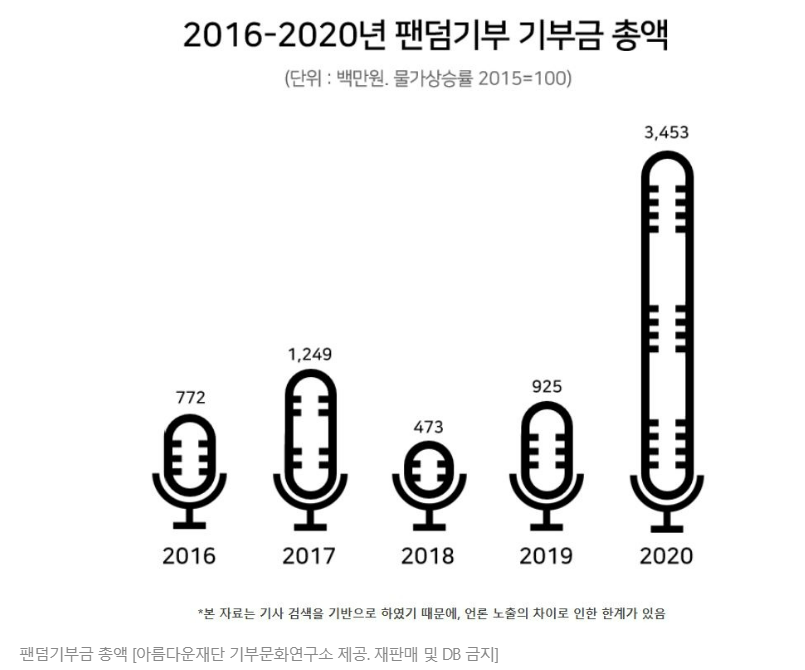 2016-2020년 팬덤기부 기부금 총액
(단위 : 백만원. 물가상승률 2015=100)
3,453
1,249
925
772
473
2016 2017 2018 2019 2020
*본 자료는 기사 검색을 기반으로 하였기 때문에, 언론 노출의 차이로 인한 한계가 있음
팬덤기부금 총액 [아름다운재단 기부문화연구소 제공. 재판매 및 DB 금지]